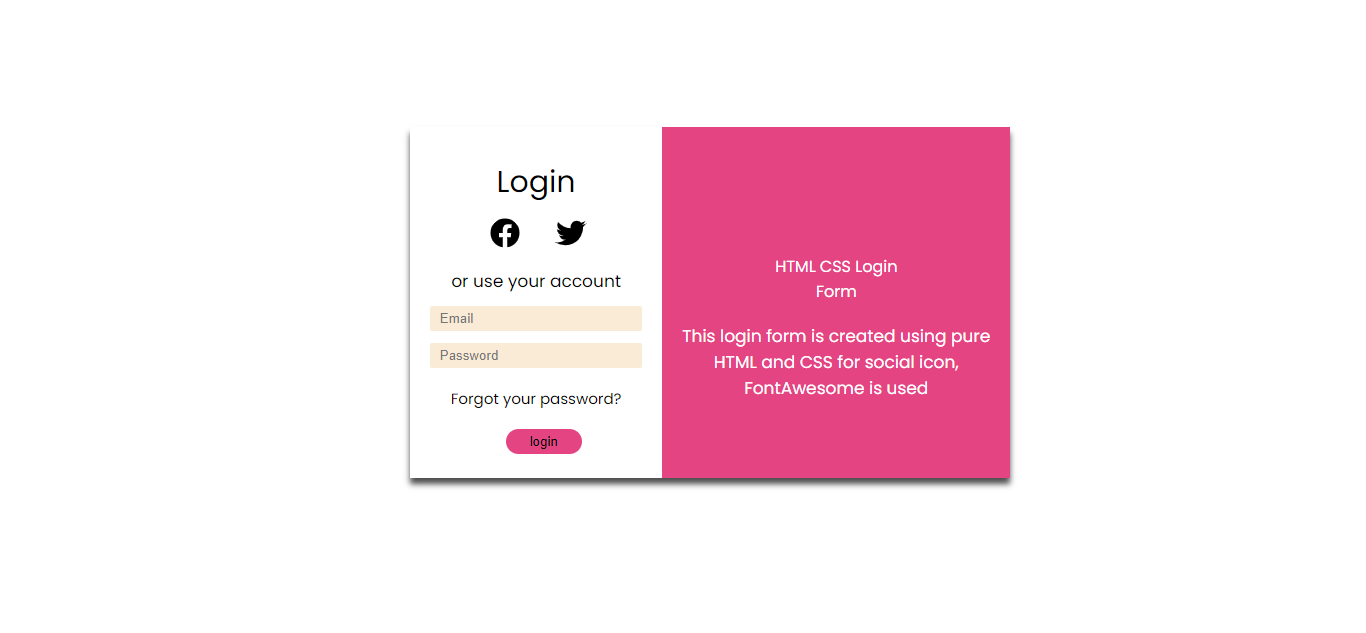 Login
or use your account
Email
Password
Forgot your password?
login
HTML CSS Login
Form
This login form is created using pure
HTML and CSS for social icon,
FontAwesome is used